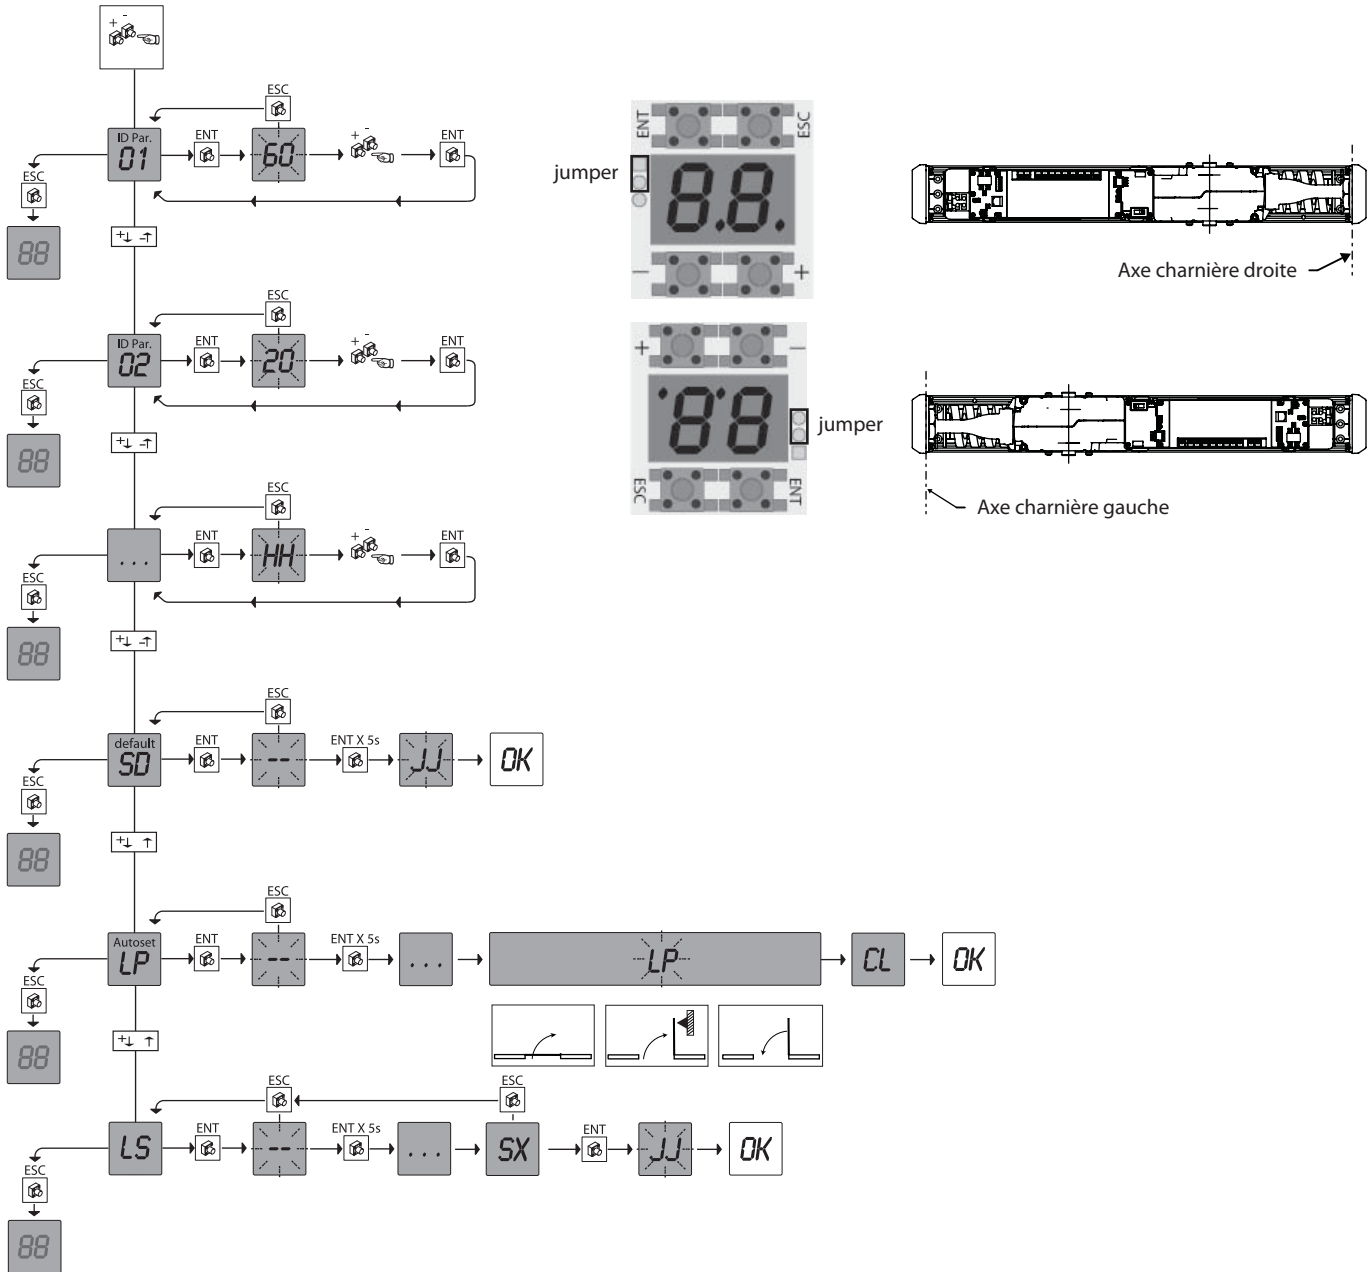 + -
ESC
ID Par.
01
ENT
60
+ -
ENT
ESC
88
+↓ -↑
ESC
ID Par.
02
ENT
20
+ -
ENT
ESC
88
+↓ -↑
ESC
...
ENT
HH
+ -
ENT
ESC
88
+↓ -↑
ESC
default
SD
ENT
--
ENT X 5s
JJ
OK
ESC
88
+↓ ↑
ESC
Autoset
LP
ENT
--
ENT X 5s
...
LP
CL
OK
ESC
88
+↓ ↑
ESC
ESC
LS
ENT
--
ENT X 5s
...
SX
ENT
JJ
OK
ESC
88
ENT
ESC
jumper
8.8.
-
+
Axe charnière droite
+
-
8 8
jumper
ESC
ENT
Axe charnière gauche